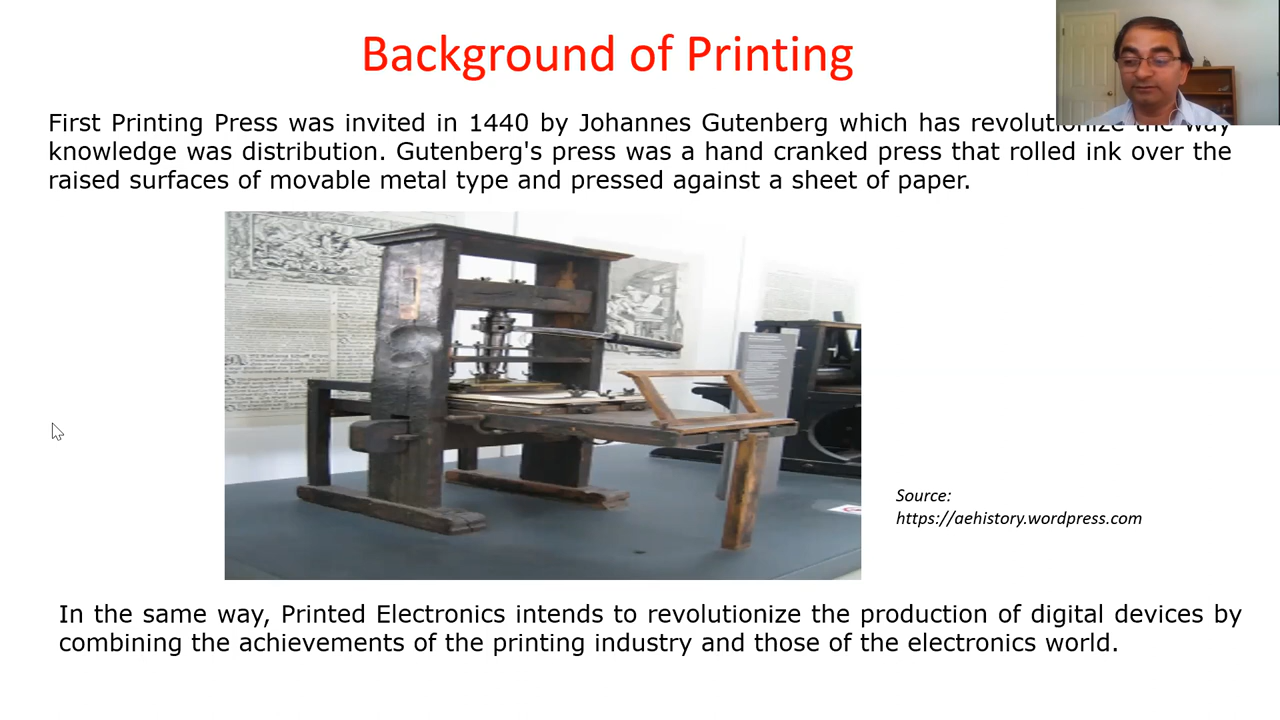 Background of Printing
First Printing Press was invited in 1440 by Johannes Gutenberg which has revolutionize the way
knowledge was distribution. Gutenberg's press was a hand cranked press that rolled ink over the
raised surfaces of movable metal type and pressed against a sheet of paper.
Source:
https://aehistory.wordpress.com
In the same way, Printed Electronics intends to revolutionize the production of digital devices by
combining the achievements of the printing industry and those of the electronics world.